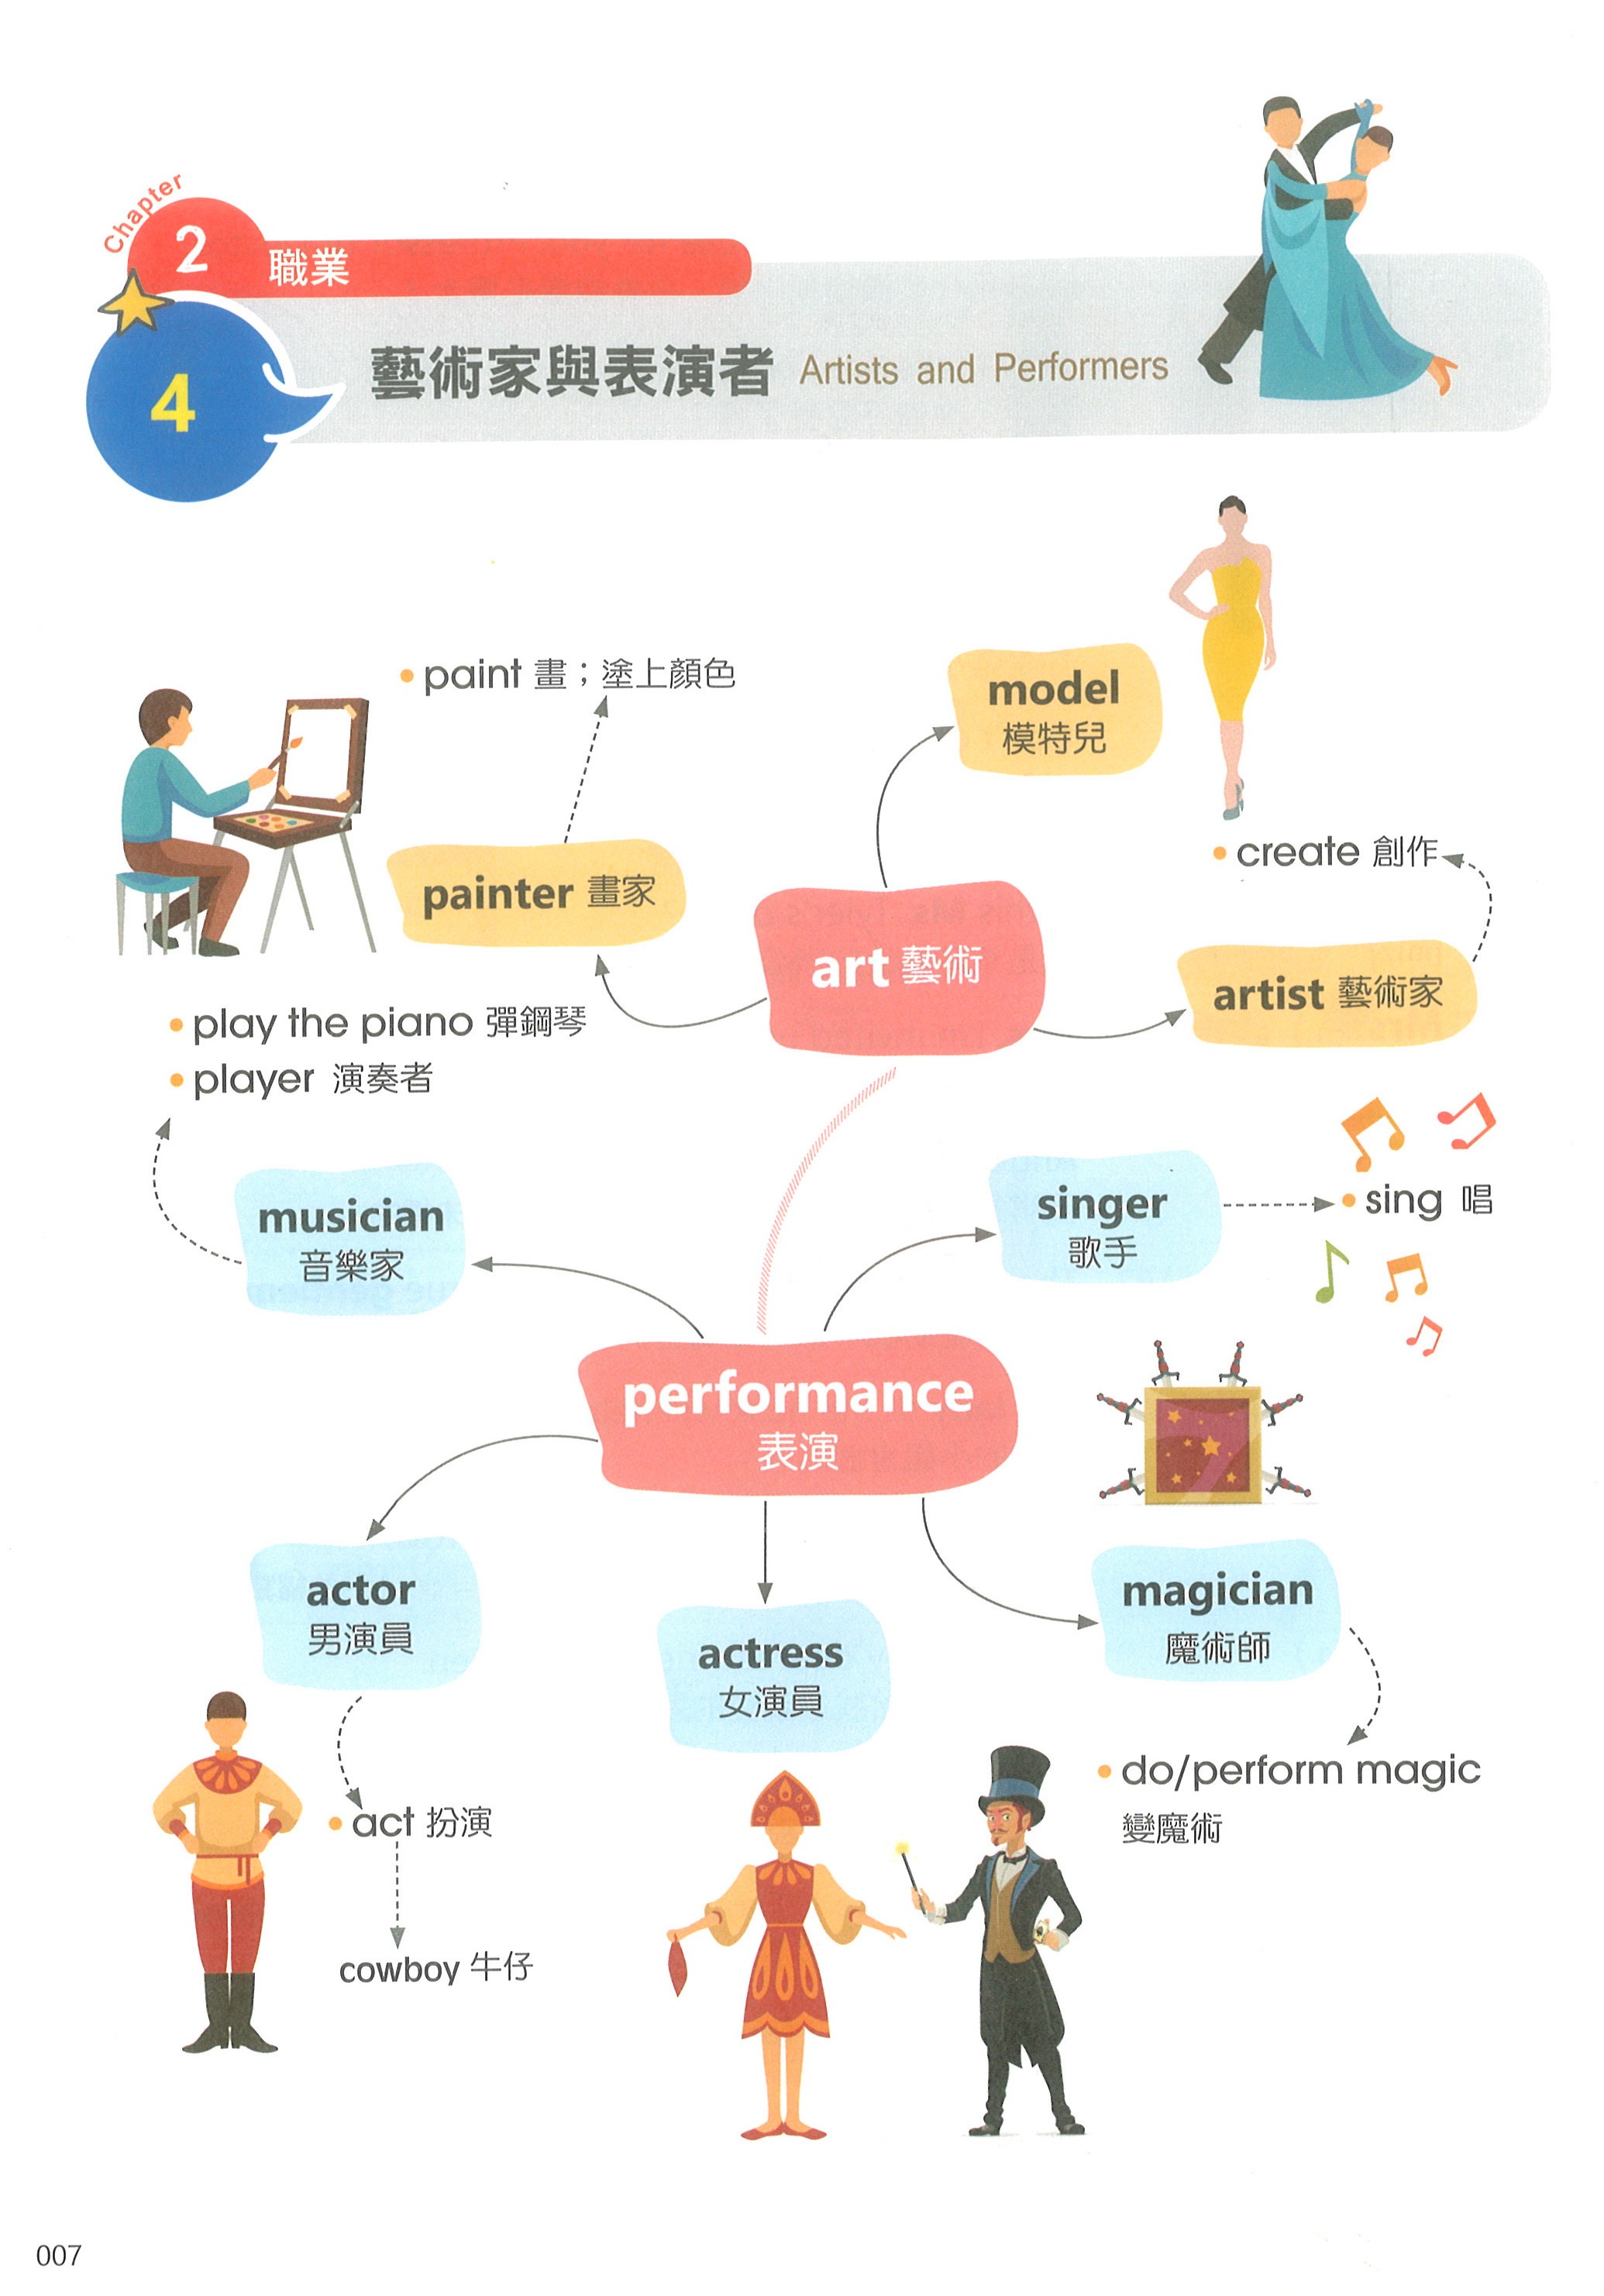 Chapter
2 職業
4 藝術家與表演者 Artists and Performers
paint 畫；塗上顏色
model
模特兒
painter 畫家
create 創作
art 藝術
artist 藝術家
play the piano 彈鋼琴
player 演奏者
musician
音樂家
singer
歌手
sing 唱
performance
表演
actor
男演員
actress
女演員
magician
魔術師
act 扮演
cowboy 牛仔
do/perform magic
變魔術
007